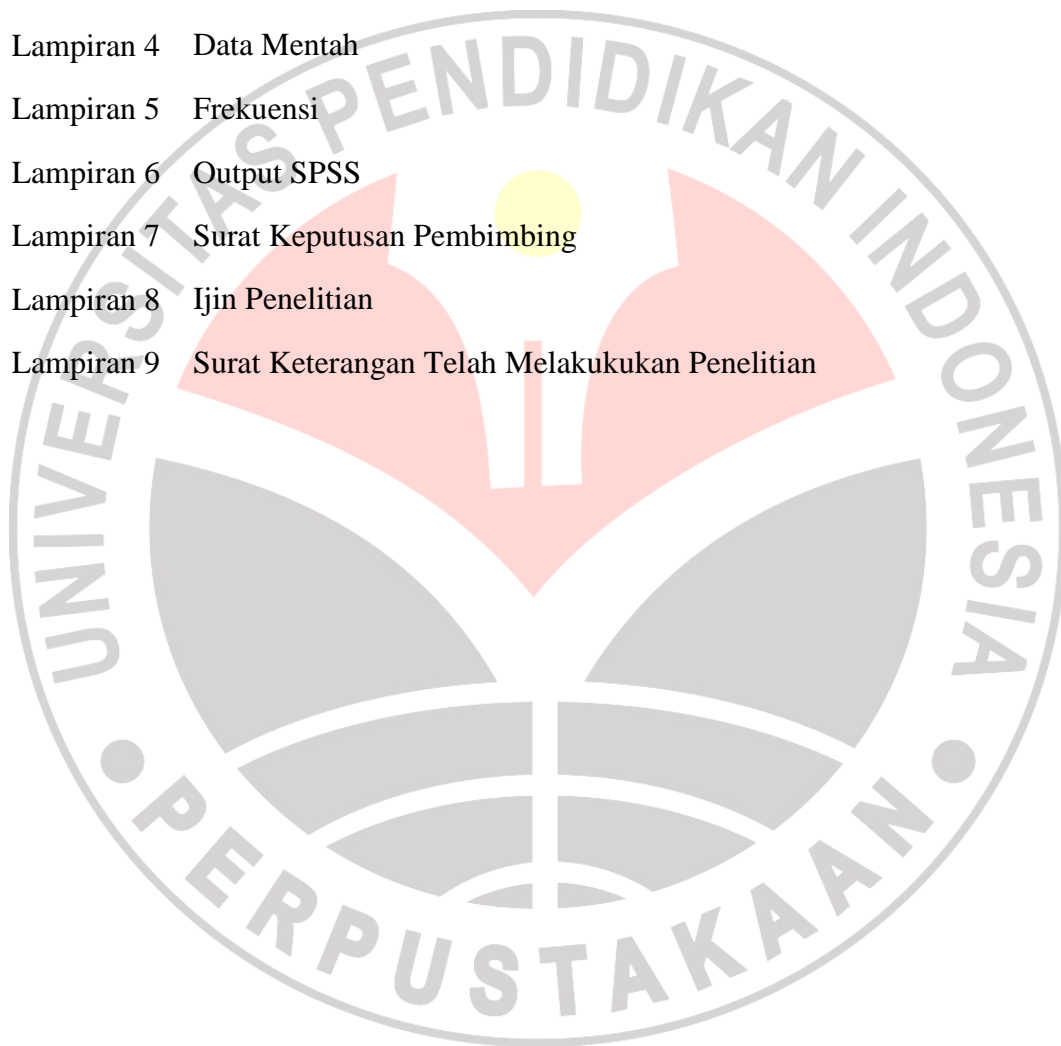 Lampiran 4 Data Mentah
Lampiran 5 Frekuensi
Lampiran 6 Output SPSS
Lampiran 7 Surat Keputusan Pembimbing
Lampiran 8 Ijin Penelitian
Lampiran 9 Surat Keterangan Telah Melakukukan Penelitian
UNIVERSITAS PENDIDIKAN INDONESIA
PERPUSTAKAAN